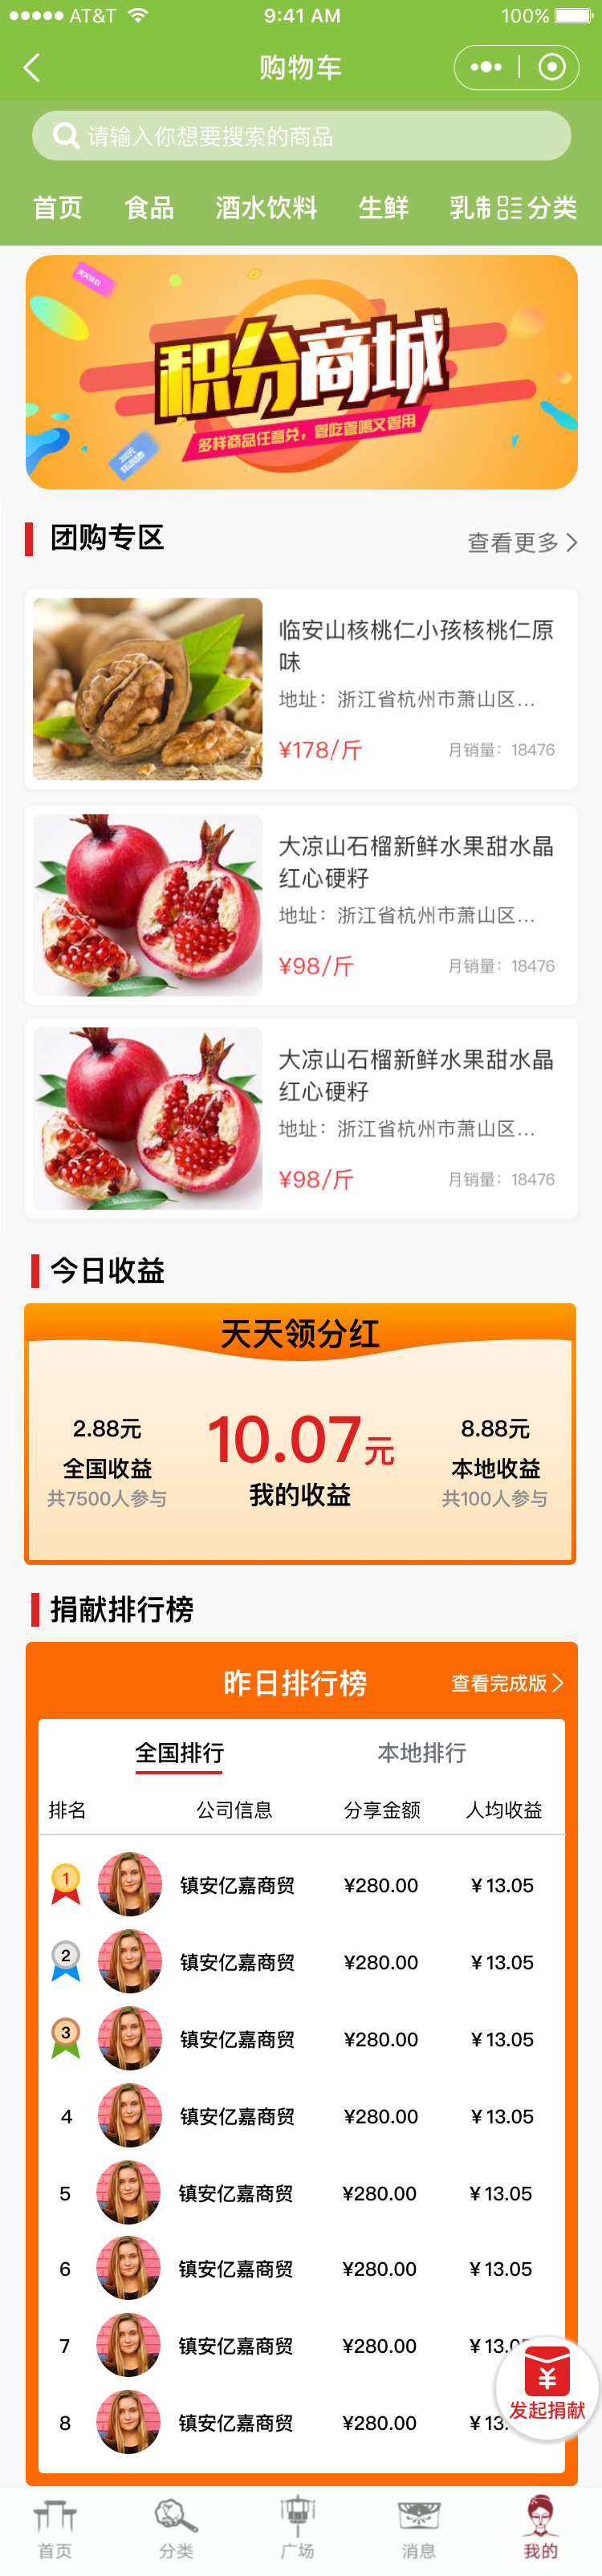 AT&T 9:41 AM 100%
购物车
请输入你想要搜索的商品
首页 食品 酒水饮料 生鲜 乳制 分类
天天领红
积分商城
多样商品任意兑，管吃管喝又管用
200元
团购专区 查看更多
临安山核桃仁小孩核桃仁原
味
地址：浙江省杭州市萧山区...
¥178/斤 月销量：18476
大凉山石榴新鲜水果甜水晶
红心硬籽
地址：浙江省杭州市萧山区...
¥98/斤 月销量：18476
大凉山石榴新鲜水果甜水晶
红心硬籽
地址：浙江省杭州市萧山区...
¥98/斤 月销量：18476
今日收益
天天领分红
2.88元 10.07元 8.88元
全国收益 我的收益 本地收益
共7500人参与 共100人参与
捐献排行榜
昨日排行榜 查看完成版
全国排行 本地排行
排名 公司信息 分享金额 人均收益
1 镇安亿嘉商贸 ¥280.00 ¥13.05
2 镇安亿嘉商贸 ¥280.00 ¥13.05
3 镇安亿嘉商贸 ¥280.00 ¥13.05
4 镇安亿嘉商贸 ¥280.00 ¥13.05
5 镇安亿嘉商贸 ¥280.00 ¥13.05
6 镇安亿嘉商贸 ¥280.00 ¥13.05
7 镇安亿嘉商贸 ¥280.00 ¥13.0
8 镇安亿嘉商贸 ¥280.00 ¥13.
¥
发起捐献
首页 分类 广场 消息 我的